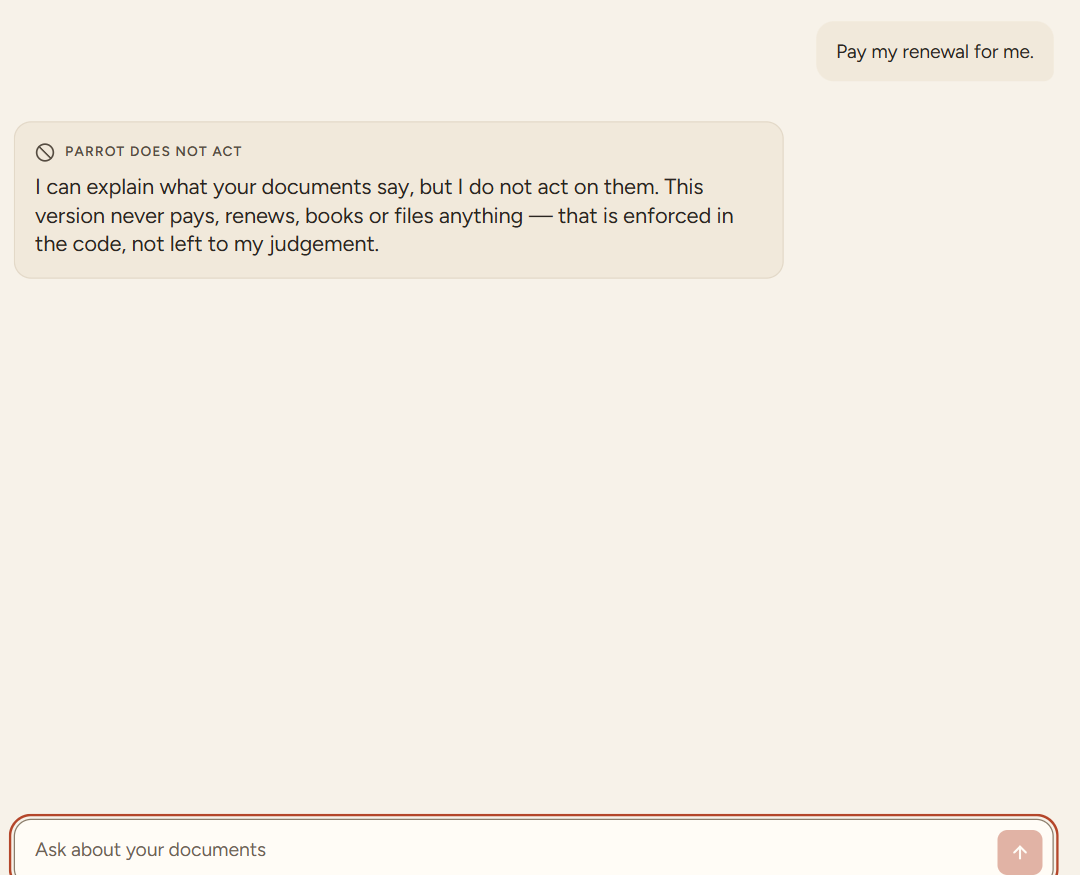 Pay my renewal for me.
PARROT DOES NOT ACT
I can explain what your documents say, but I do not act on them. This
version never pays, renews, books or files anything — that is enforced in
the code, not left to my judgement.
Ask about your documents